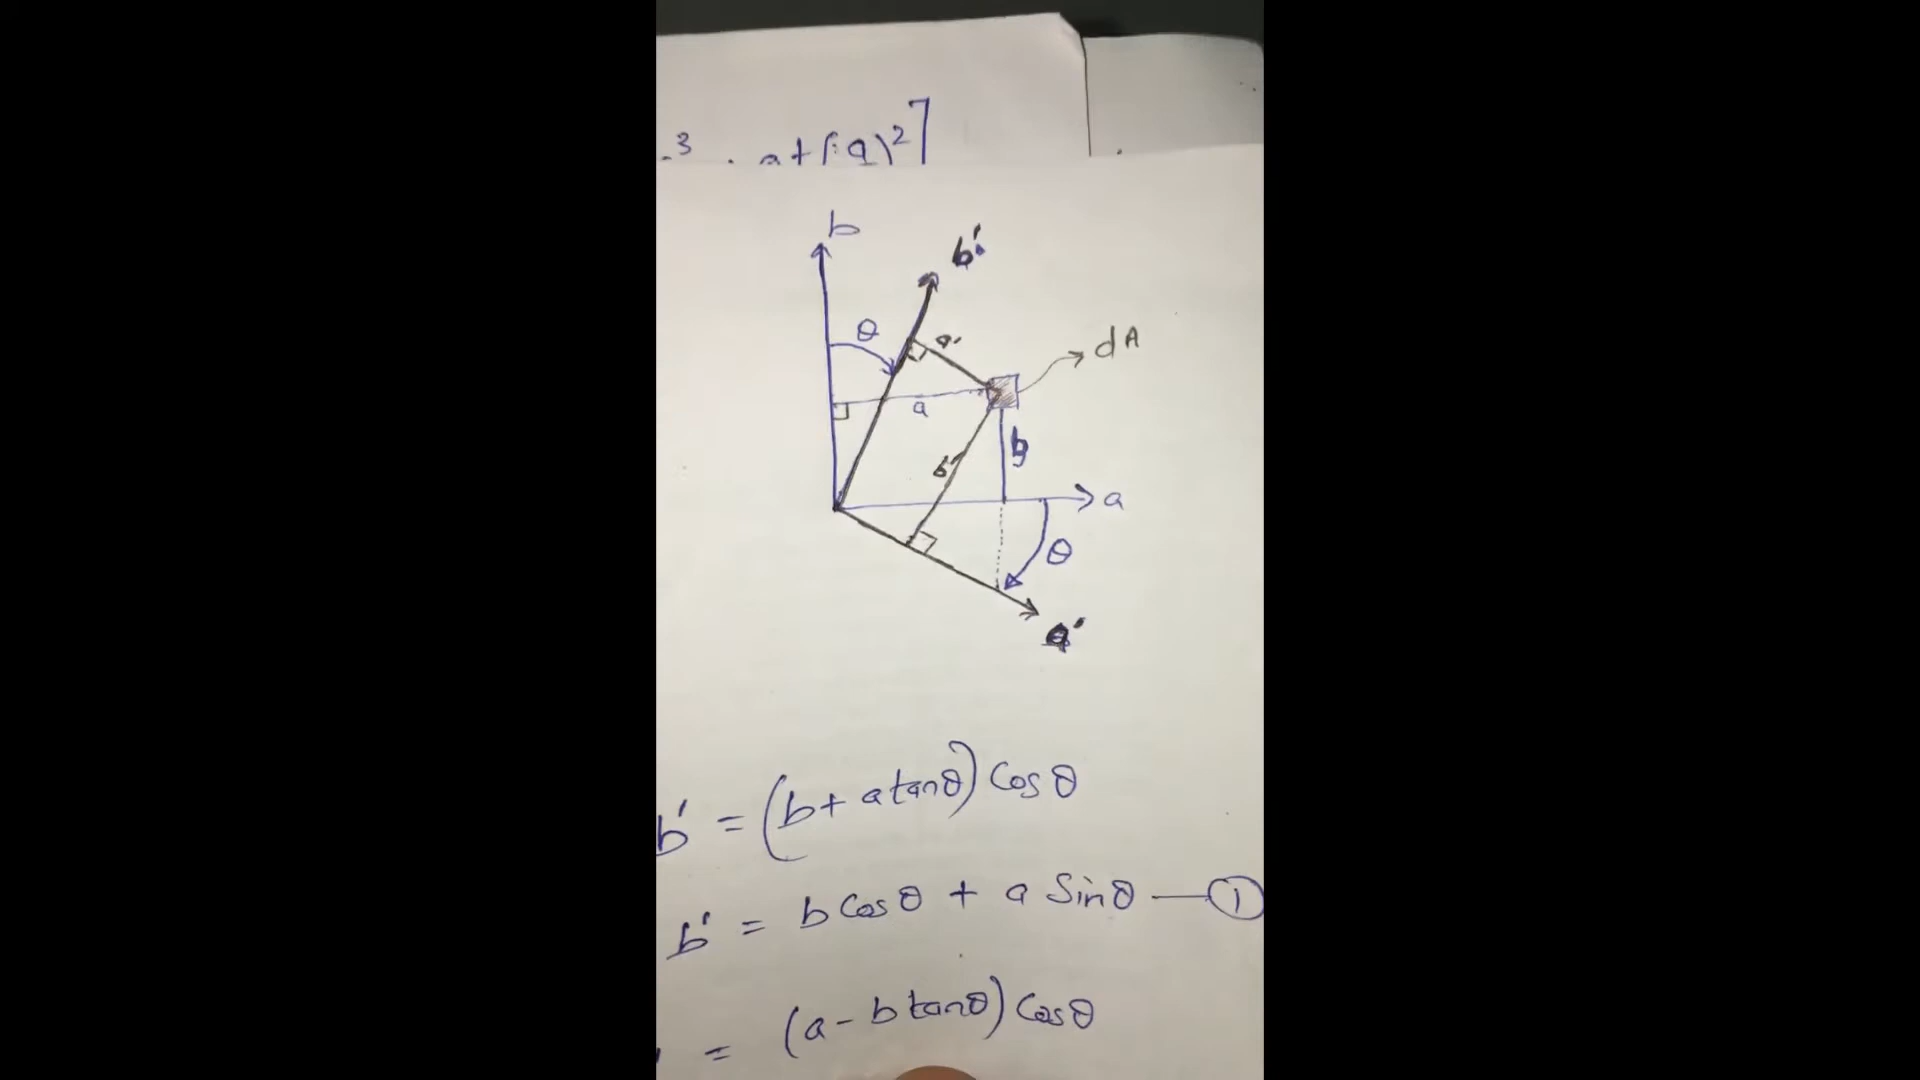 b
b'
θ
a'
dA
a
b
b'
a
θ
a'
b' = (b + a tanθ) Cosθ
b' = b Cosθ + a Sinθ — 1
= (a - b tanθ) Cosθ